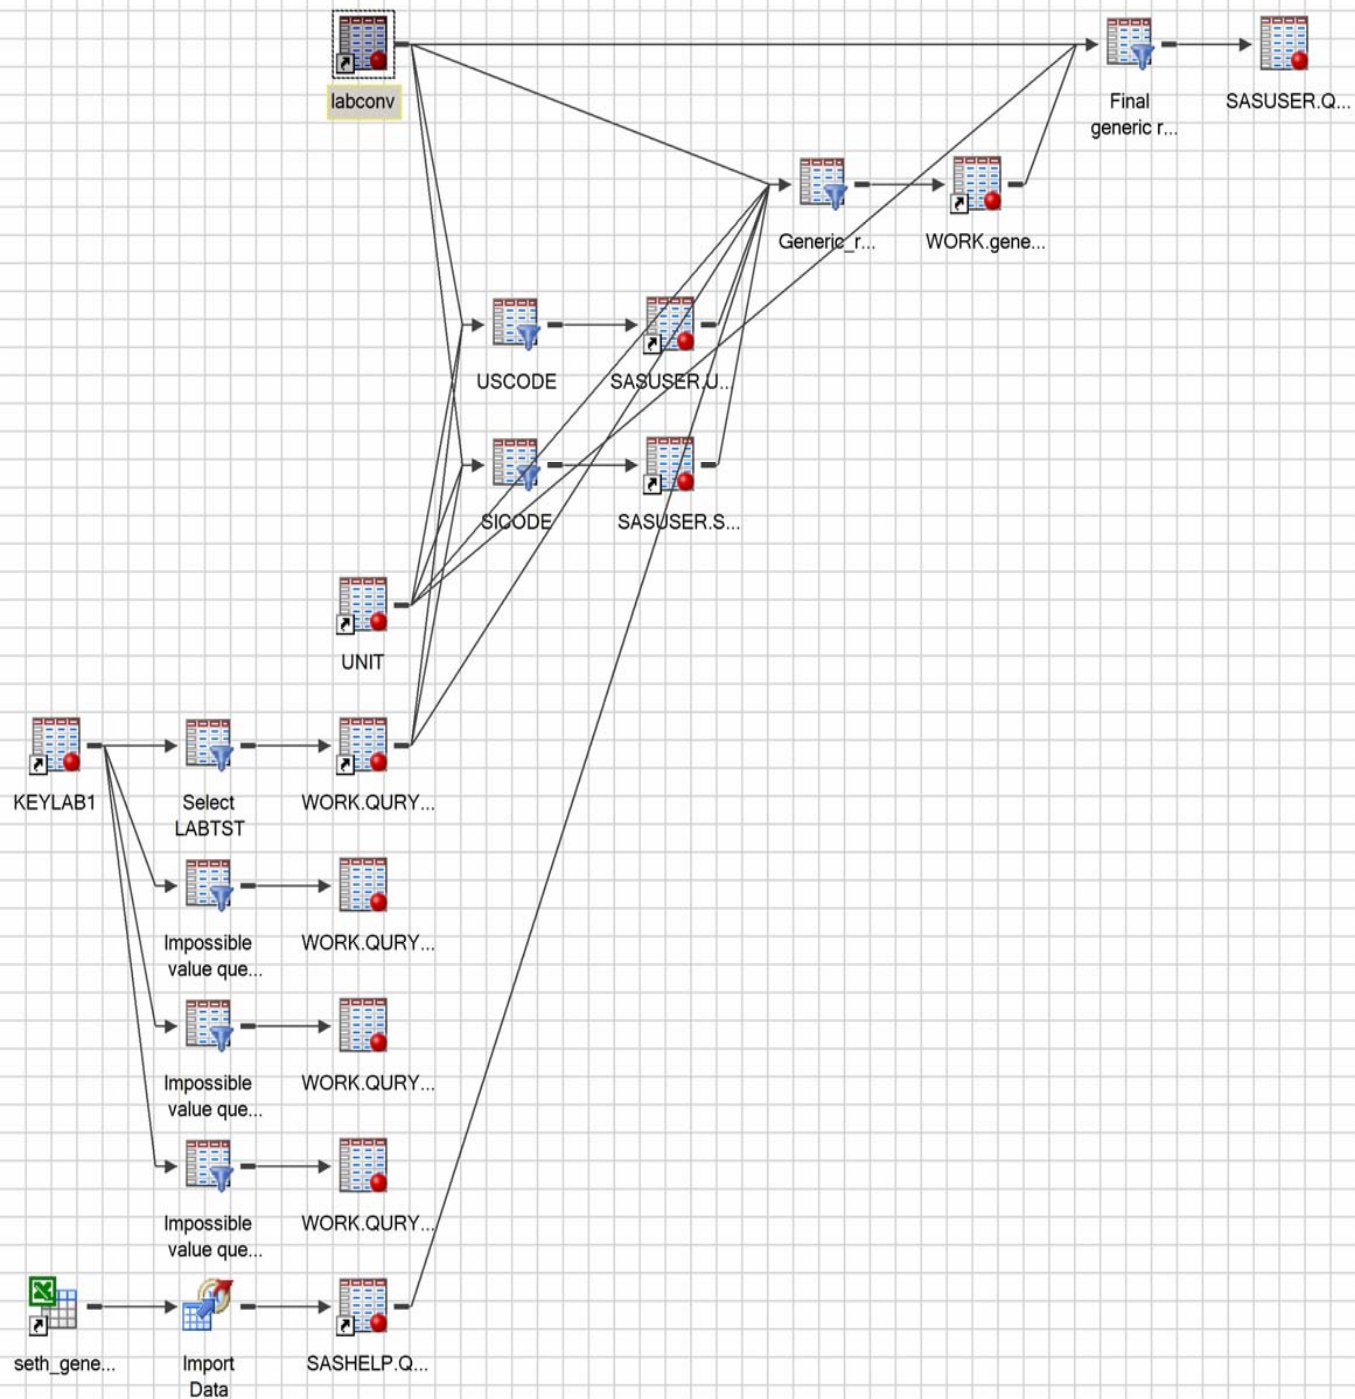 labconv
Final
generic r...
SASUSER.Q...
Generic_r...
WORK.gene...
USCODE
SASUSER.U...
SICODE
SASUSER.S...
UNIT
KEYLAB1
Select
LABTST
WORK.QURY...
Impossible
value que...
WORK.QURY...
Impossible
value que...
WORK.QURY...
Impossible
value que...
WORK.QURY...
seth_gene...
Import
Data
SASHELP.Q...